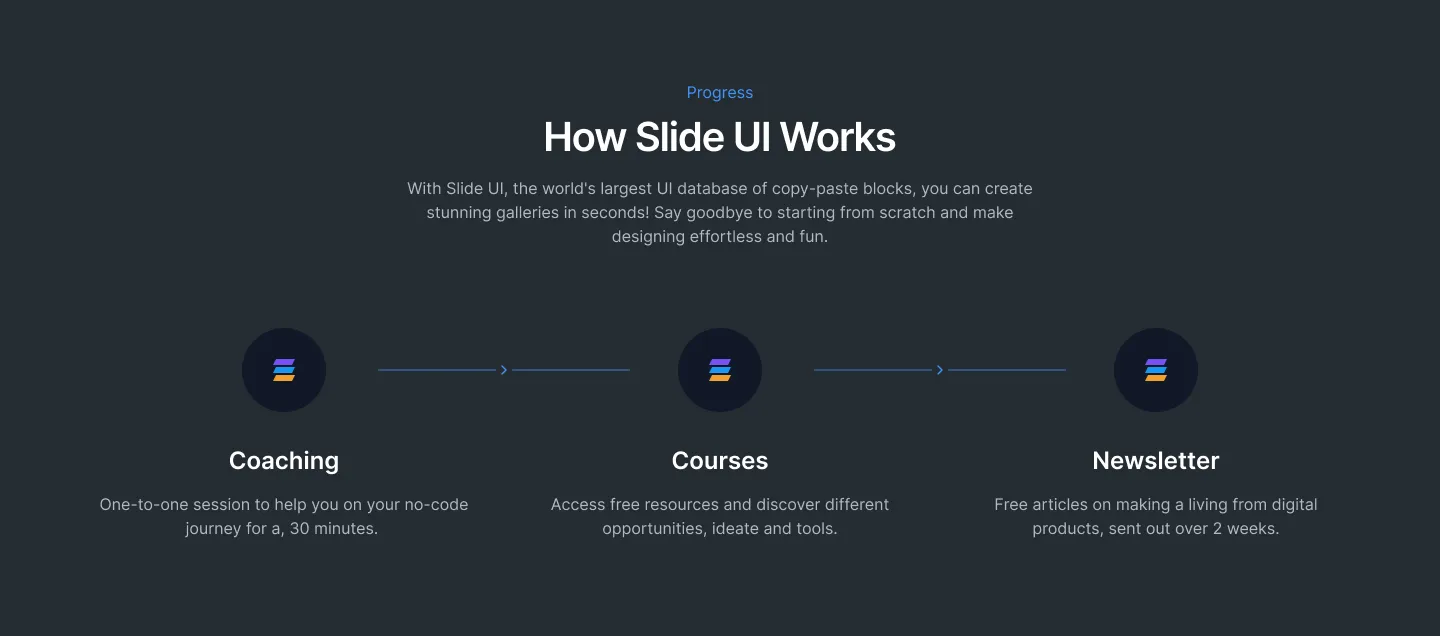 Progress
How Slide UI Works
With Slide UI, the world's largest UI database of copy-paste blocks, you can create
stunning galleries in seconds! Say goodbye to starting from scratch and make
designing effortless and fun.
Coaching
One-to-one session to help you on your no-code
journey for a, 30 minutes.
Courses
Access free resources and discover different
opportunities, ideate and tools.
Newsletter
Free articles on making a living from digital
products, sent out over 2 weeks.